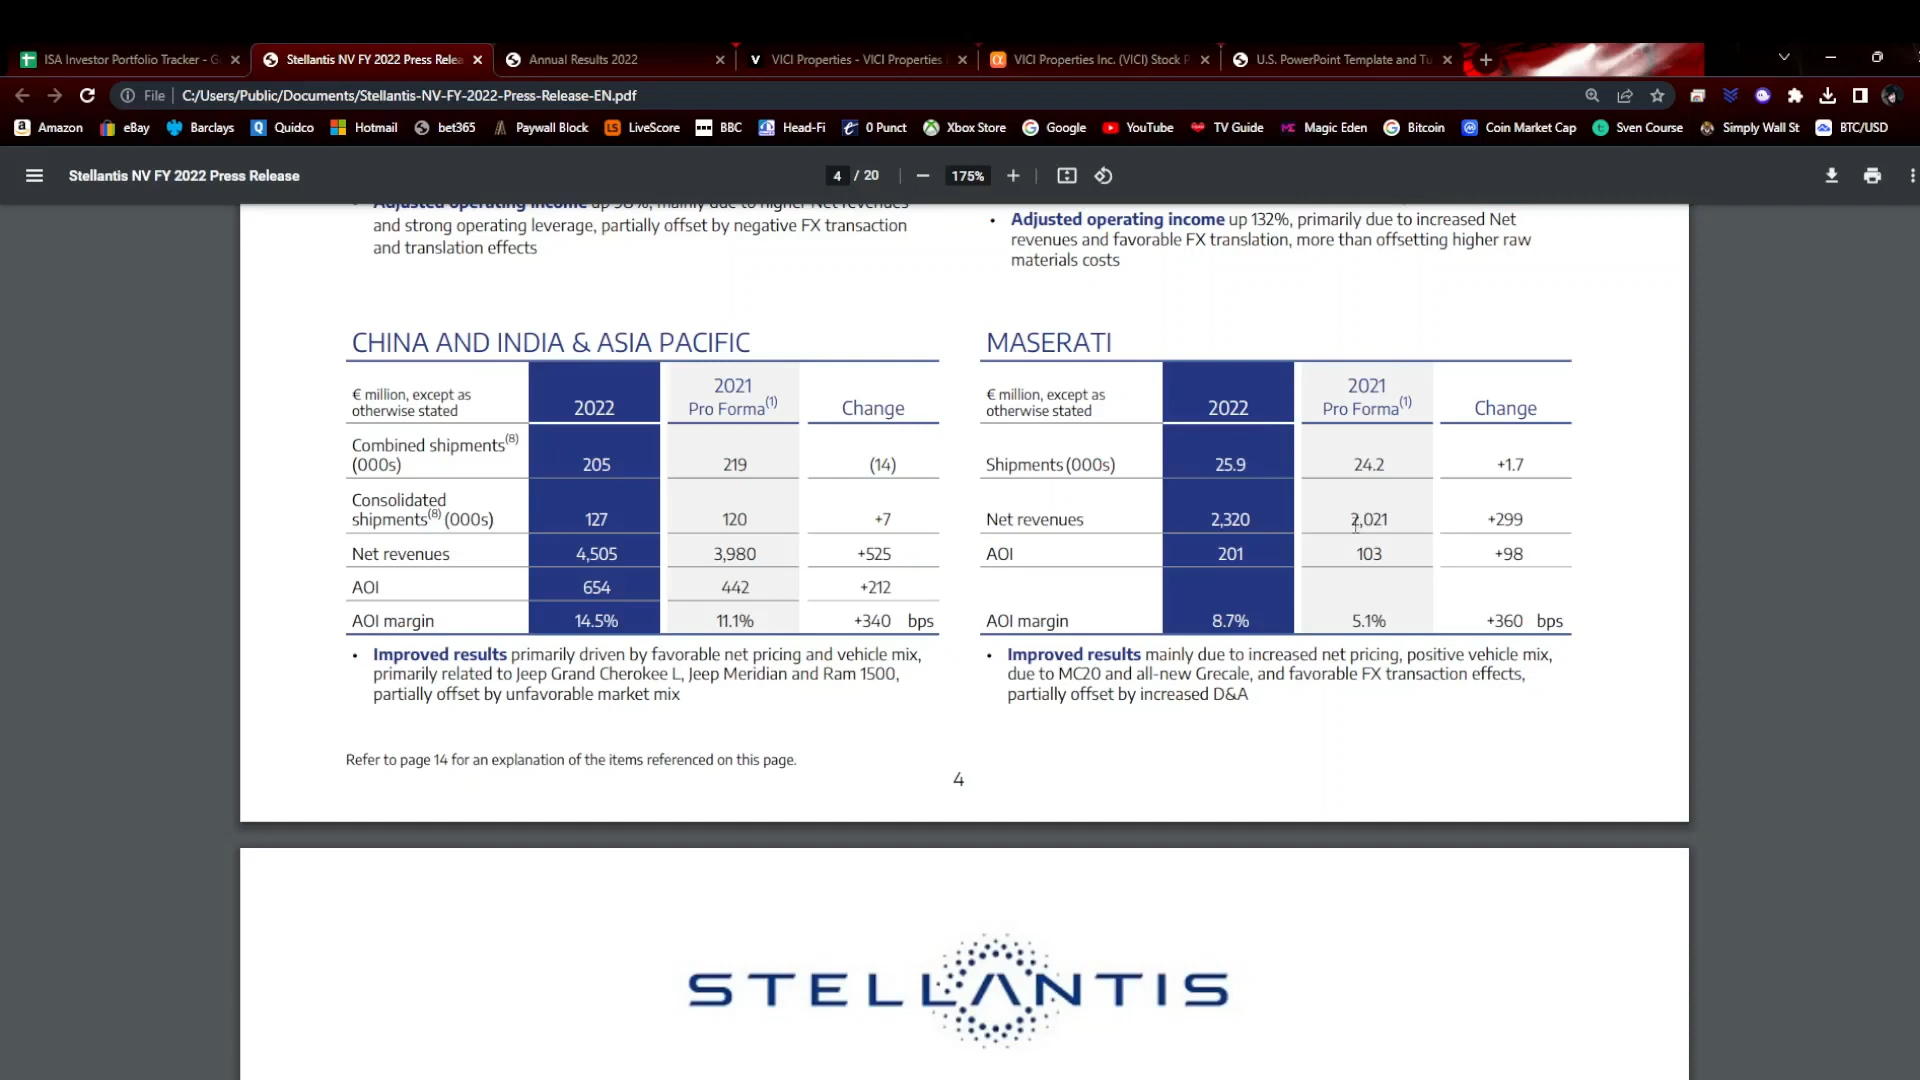 ISA Investor Portfolio Tracker - G
Stellantis NV FY 2022 Press Relea
Annual Results 2022
VICI Properties - VICI Properties
VICI Properties Inc. (VICI) Stock P
U.S. PowerPoint Template and Tu
File C:/Users/Public/Documents/Stellantis-NV-FY-2022-Press-Release-EN.pdf
Amazon eBay Barclays Quidco Hotmail bet365 Paywall Block LiveScore BBC Head-Fi 0 Punct Xbox Store Google YouTube TV Guide Magic Eden Bitcoin Coin Market Cap Sven Course Simply Wall St BTC/USD
Stellantis NV FY 2022 Press Release 4 / 20 175%
Adjusted operating income up 98%, mainly due to higher Net revenues
and strong operating leverage, partially offset by negative FX transaction
and translation effects
• Adjusted operating income up 132%, primarily due to increased Net
revenues and favorable FX translation, more than offsetting higher raw
materials costs
CHINA AND INDIA & ASIA PACIFIC
€ million, except as
otherwise stated
2022
2021
Pro Forma(1)
Change
Combined shipments(8)
(000s) 205 219 (14)
Consolidated
shipments(8) (000s) 127 120 +7
Net revenues 4,505 3,980 +525
AOI 654 442 +212
AOI margin 14.5% 11.1% +340 bps
• Improved results primarily driven by favorable net pricing and vehicle mix,
primarily related to Jeep Grand Cherokee L, Jeep Meridian and Ram 1500,
partially offset by unfavorable market mix
MASERATI
€ million, except as
otherwise stated
2022
2021
Pro Forma(1)
Change
Shipments (000s) 25.9 24.2 +1.7
Net revenues 2,320 2,021 +299
AOI 201 103 +98
AOI margin 8.7% 5.1% +360 bps
• Improved results mainly due to increased net pricing, positive vehicle mix,
due to MC20 and all-new Grecale, and favorable FX transaction effects,
partially offset by increased D&A
Refer to page 14 for an explanation of the items referenced on this page.
4
STELLANTIS